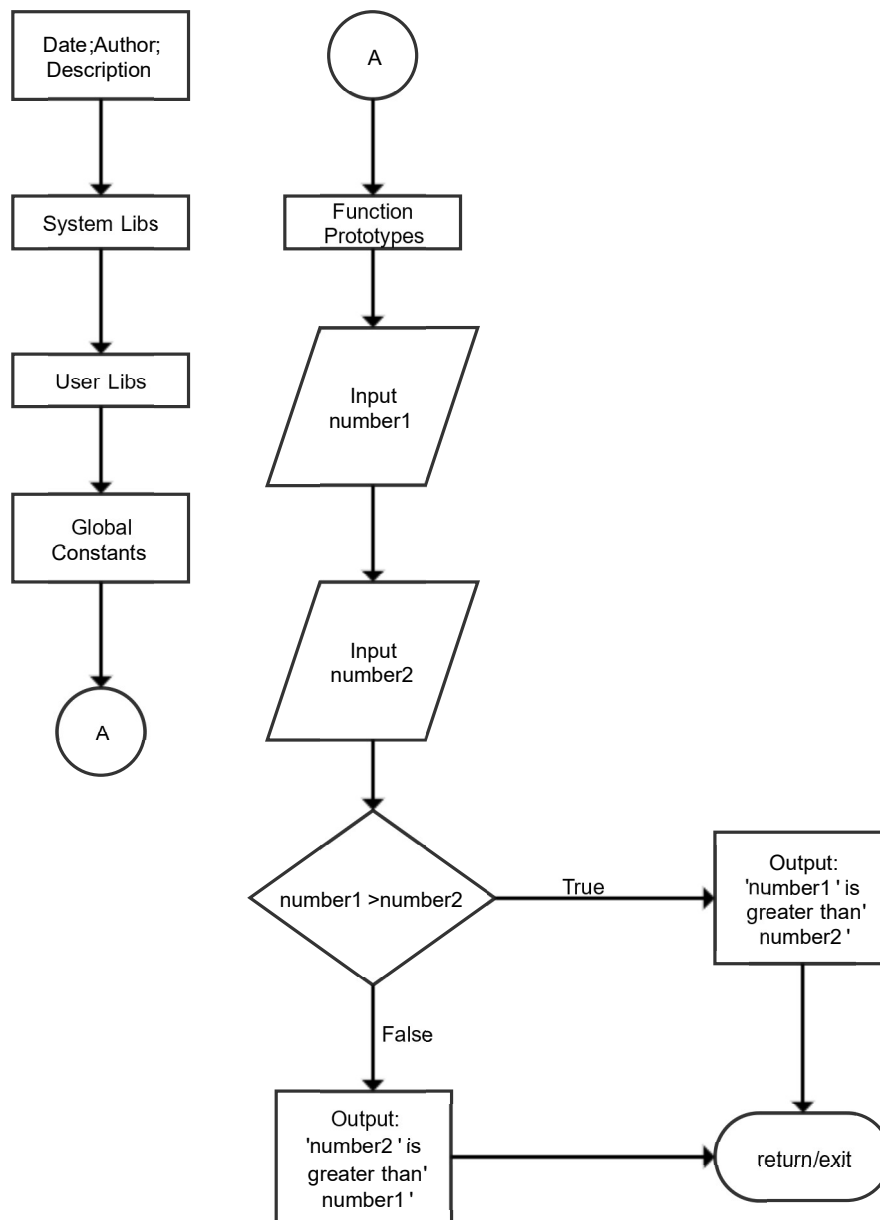 Date;Author;
Description
System Libs
User Libs
Global
Constants
A
A
Function
Prototypes
Input
number1
Input
number2
number1 >number2
True
Output:
'number1 ' is
greater than'
number2 '
False
Output:
'number2 ' is
greater than'
number1 '
return/exit